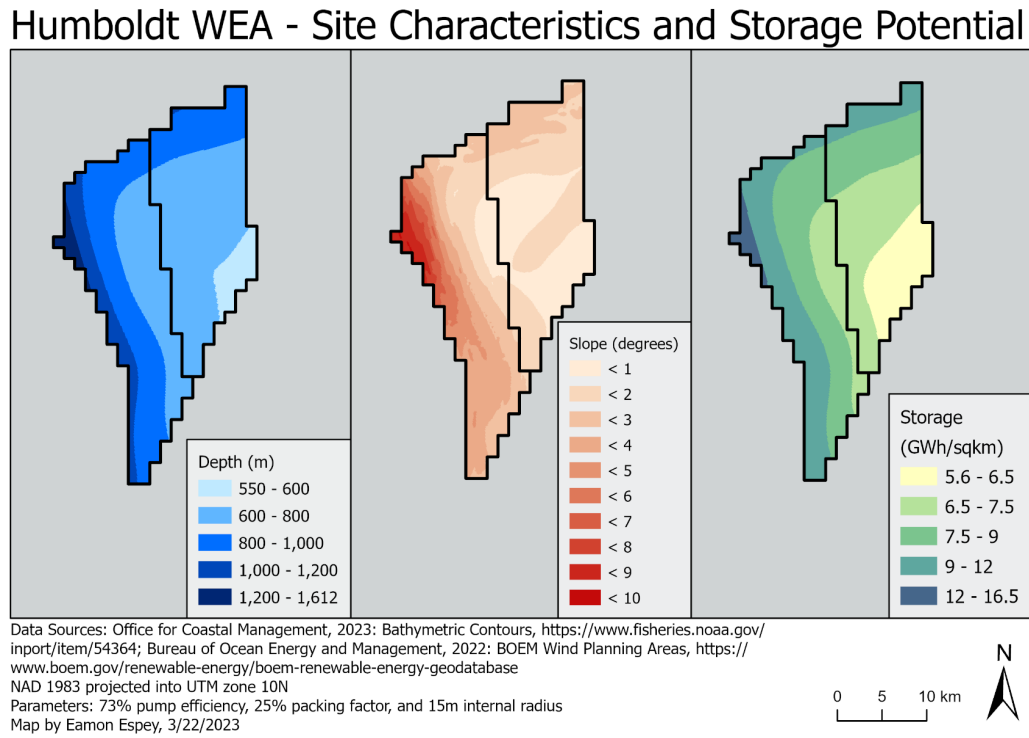 Humboldt WEA - Site Characteristics and Storage Potential
Depth (m)
550 - 600
600 - 800
800 - 1,000
1,000 - 1,200
1,200 - 1,612
Slope (degrees)
< 1
< 2
< 3
< 4
< 5
< 6
< 7
< 8
< 9
< 10
Storage
(GWh/sqkm)
5.6 - 6.5
6.5 - 7.5
7.5 - 9
9 - 12
12 - 16.5
Data Sources: Office for Coastal Management, 2023: Bathymetric Contours, https://www.fisheries.noaa.gov/
inport/item/54364; Bureau of Ocean Energy and Management, 2022: BOEM Wind Planning Areas, https://
www.boem.gov/renewable-energy/boem-renewable-energy-geodatabase
NAD 1983 projected into UTM zone 10N
Parameters: 73% pump efficiency, 25% packing factor, and 15m internal radius
Map by Eamon Espey, 3/22/2023
0 5 10 km
N